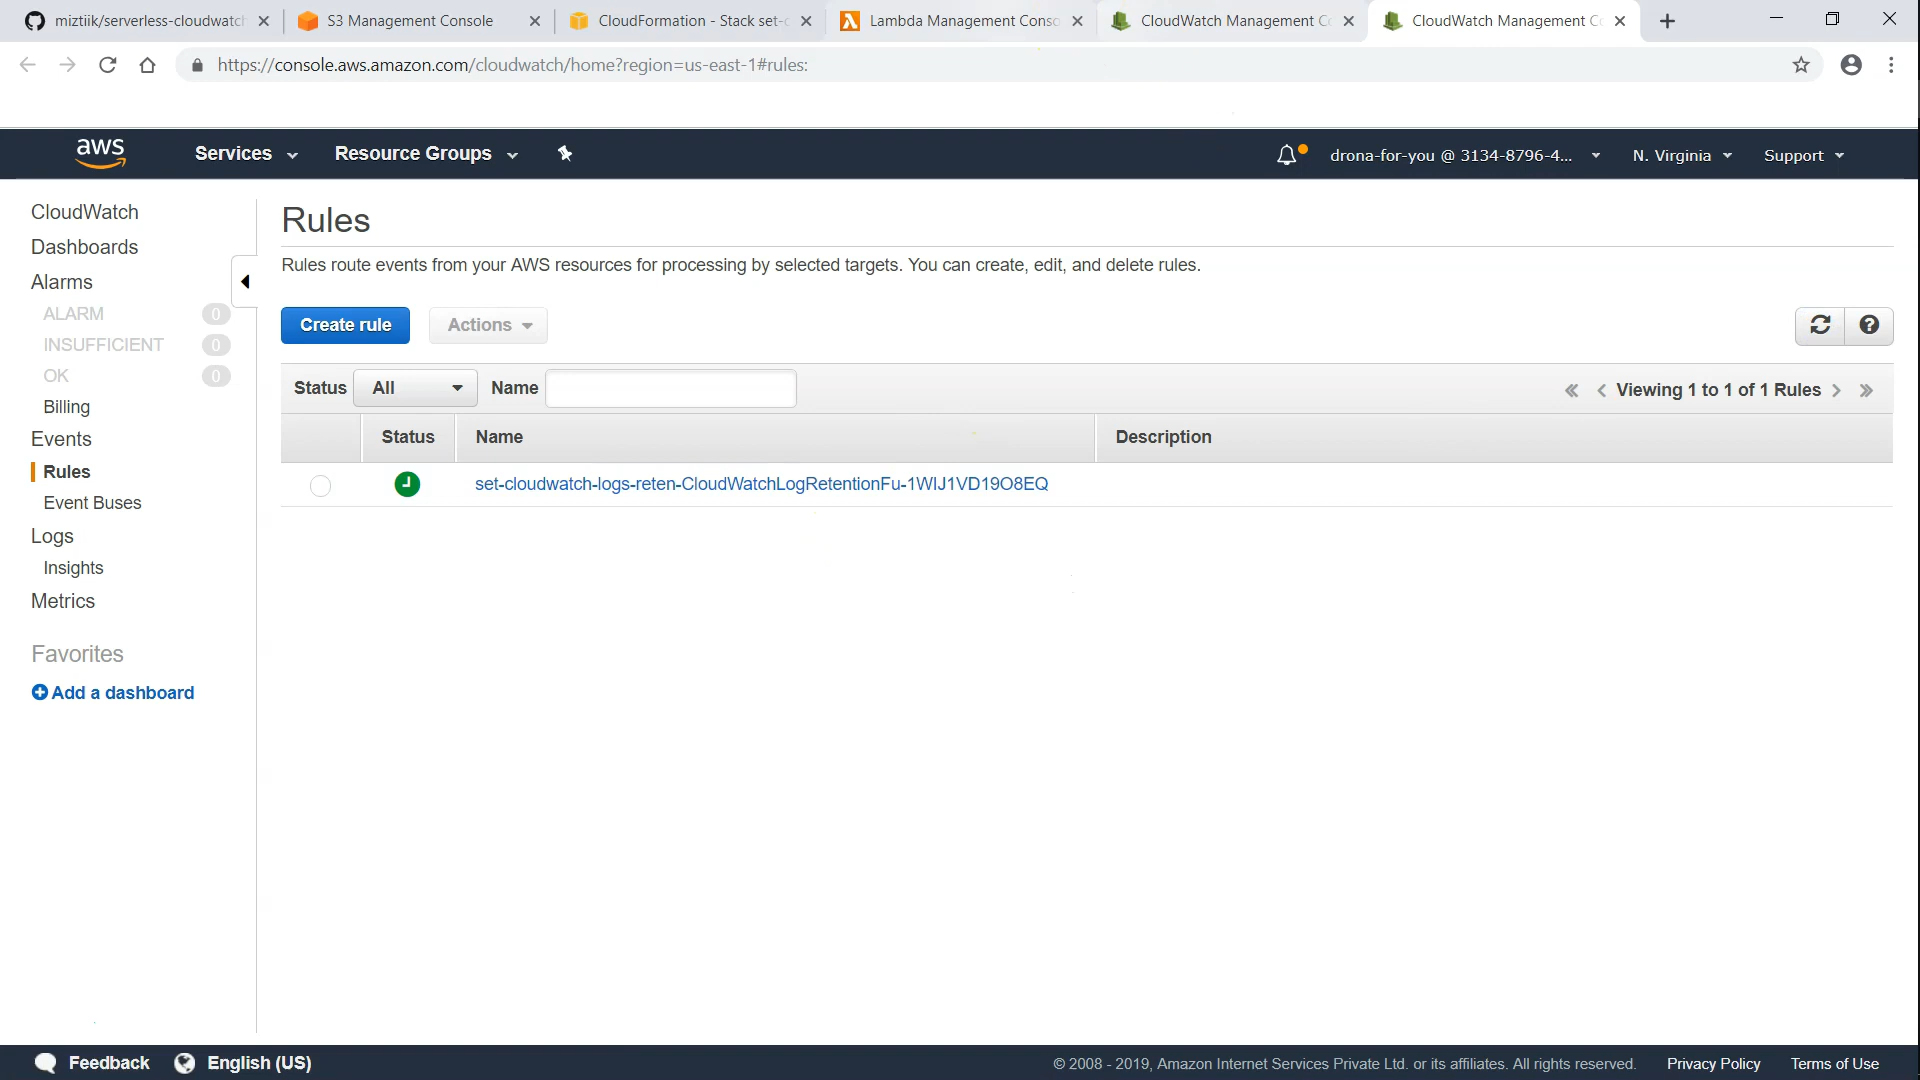 miztiik/serverless-cloudwatch
S3 Management Console
CloudFormation - Stack set-c
Lambda Management Conso
CloudWatch Management Co
CloudWatch Management Co
https://console.aws.amazon.com/cloudwatch/home?region=us-east-1#rules:
aws
Services
Resource Groups
drona-for-you @ 3134-8796-4...
N. Virginia
Support
CloudWatch
Dashboards
Alarms
ALARM 0
INSUFFICIENT 0
OK 0
Billing
Events
Rules
Event Buses
Logs
Insights
Metrics
Favorites
Add a dashboard
Rules
Rules route events from your AWS resources for processing by selected targets. You can create, edit, and delete rules.
Create rule
Actions
Status All Name
« < Viewing 1 to 1 of 1 Rules > »
Status Name Description
set-cloudwatch-logs-reten-CloudWatchLogRetentionFu-1WIJ1VD19O8EQ
Feedback
English (US)
© 2008 - 2019, Amazon Internet Services Private Ltd. or its affiliates. All rights reserved.
Privacy Policy
Terms of Use